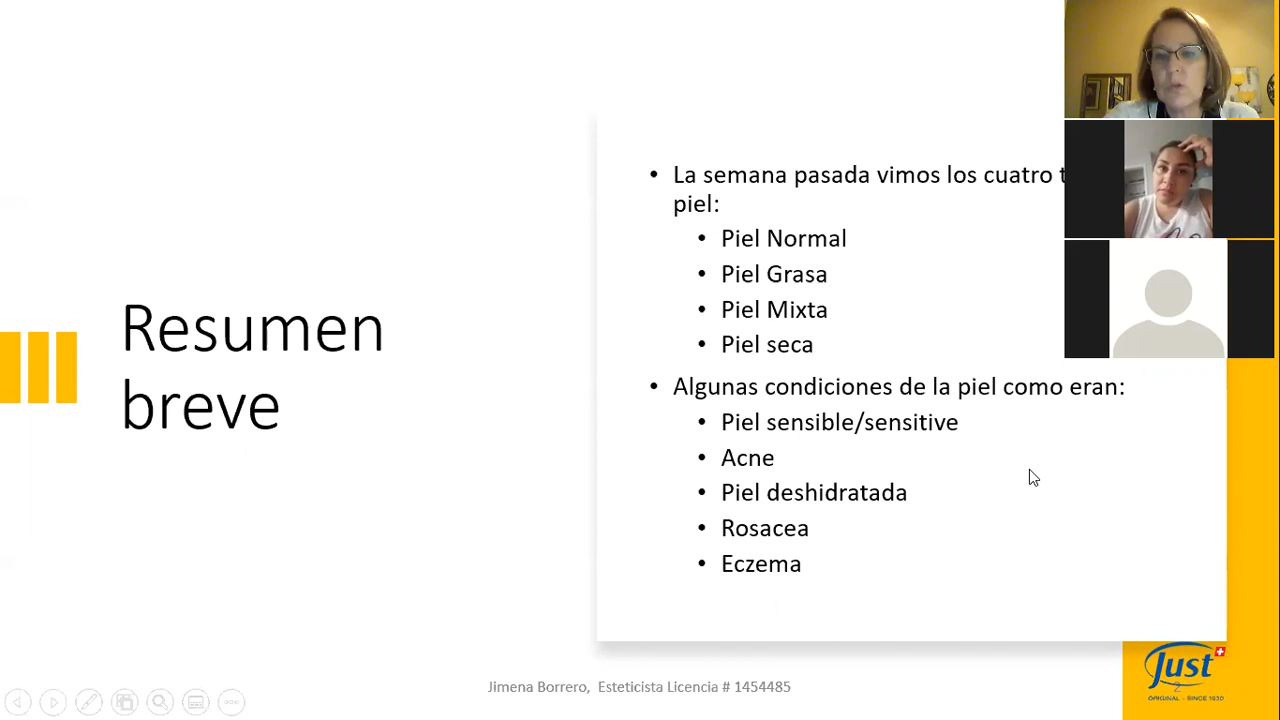 Resumen
breve
• La semana pasada vimos los cuatro
piel:
• Piel Normal
• Piel Grasa
• Piel Mixta
• Piel seca
• Algunas condiciones de la piel como eran:
• Piel sensible/sensitive
• Acne
• Piel deshidratada
• Rosacea
• Eczema
Jimena Borrero, Esteticista Licencia # 1454485
Just
2
ORIGINAL - SINCE 1930